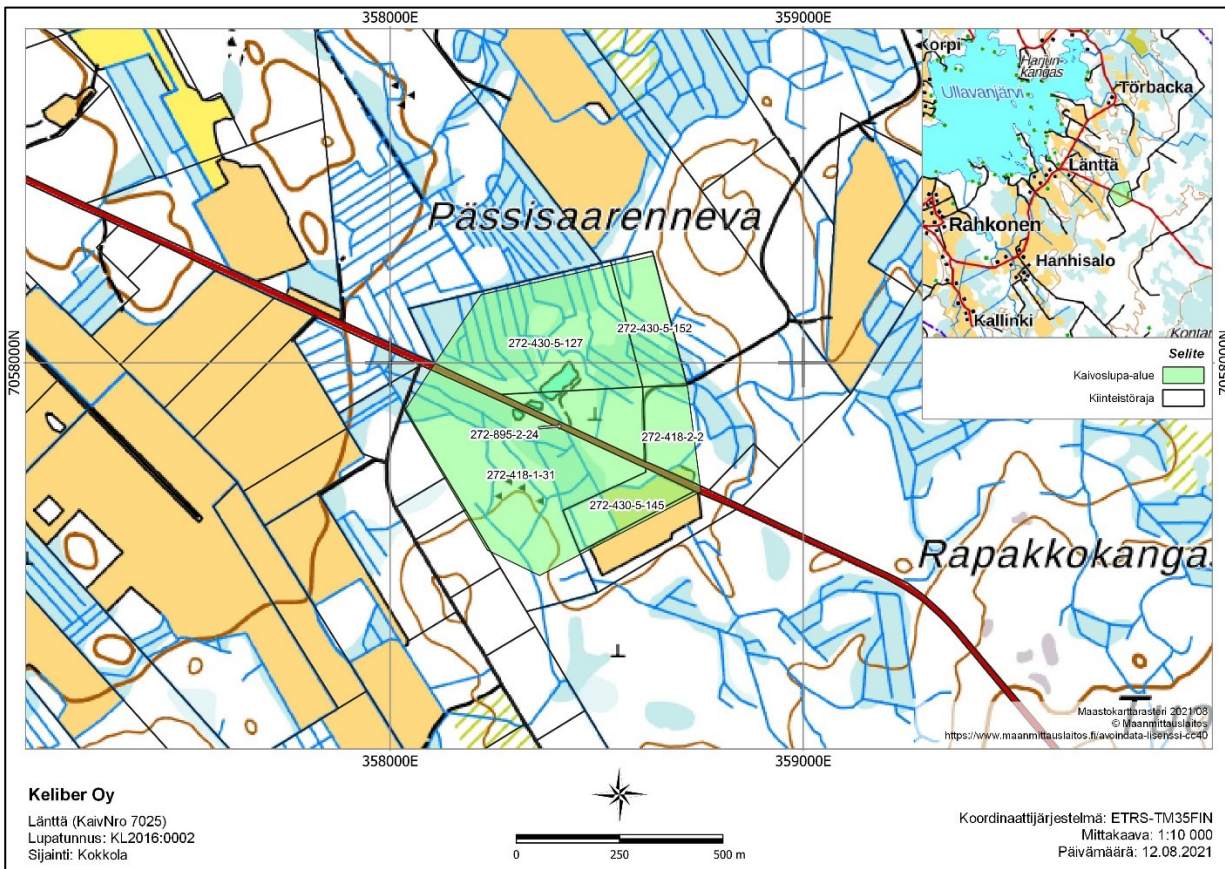 358000E
359000E
Korpi
Harjun-
kangas
Ullavanjärvi
Törbacka
Länttä
Rahkonen
Hanhisalo
Kallinki
Pässisaarenneva
7058000N
7058000N
272-430-5-152
272-430-5-127
272-895-2-24
272-418-2-2
272-418-1-31
272-430-5-145
Selite
Kaivoslupa-alue
Kiinteistöraja
Rapakkokangas
Maastokarttarasteri 2021/08
© Maanmittauslaitos
https://www.maanmittauslaitos.fi/avoindata-lisenssi-cc40
358000E
359000E
Keliber Oy
Länttä (KaivNro 7025)
Lupatunnus: KL2016:0002
Sijainti: Kokkola
0 250 500 m
Koordinaattijärjestelmä: ETRS-TM35FIN
Mittakaava: 1:10 000
Päivämäärä: 12.08.2021